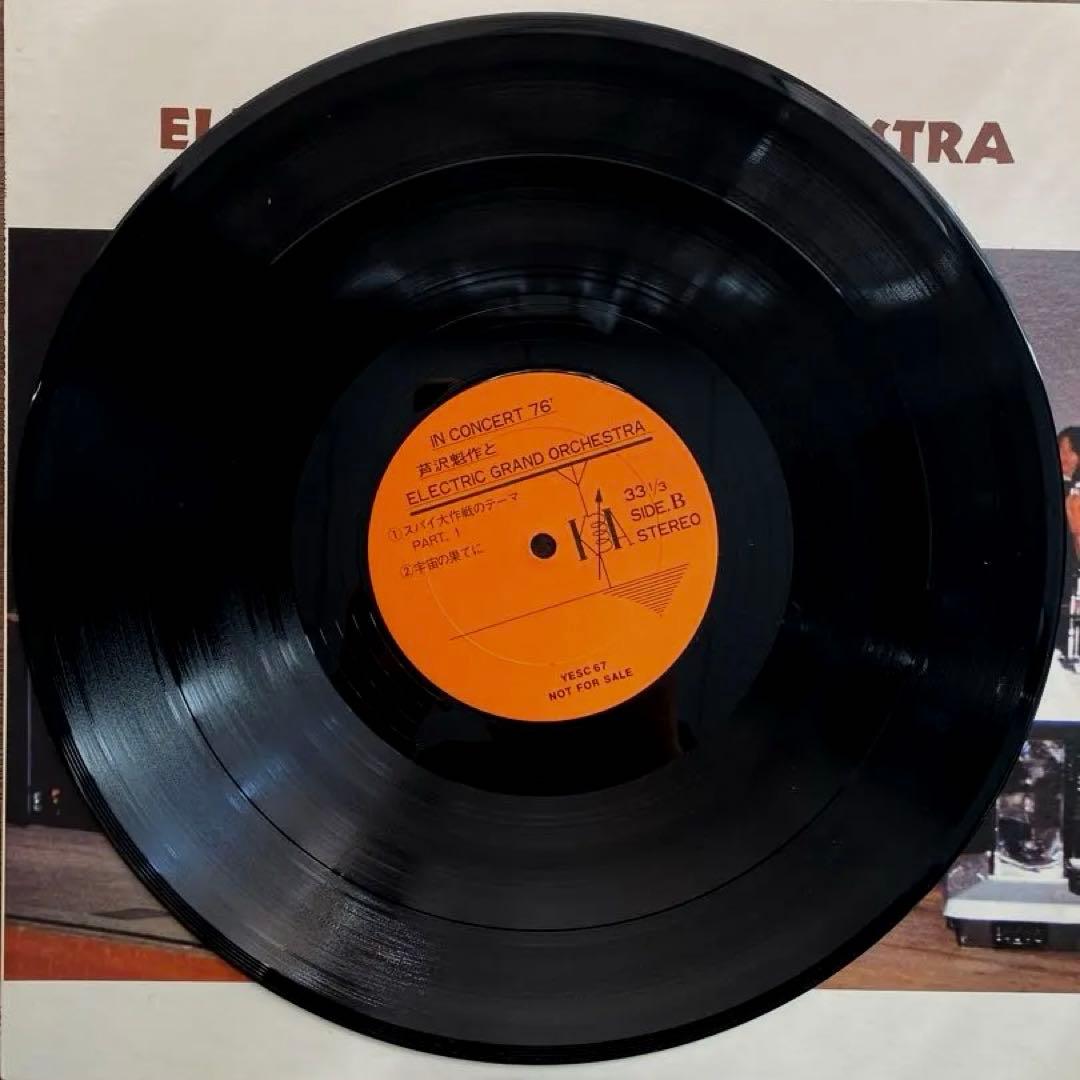 EL
STRA
IN CONCERT '76'
芦沢魁作と
ELECTRIC GRAND ORCHESTRA
① スパイ大作戦のテーマ
PART. 1
② 宇宙の果てに
33 1/3
SIDE. B
STEREO
YESC 67
NOT FOR SALE